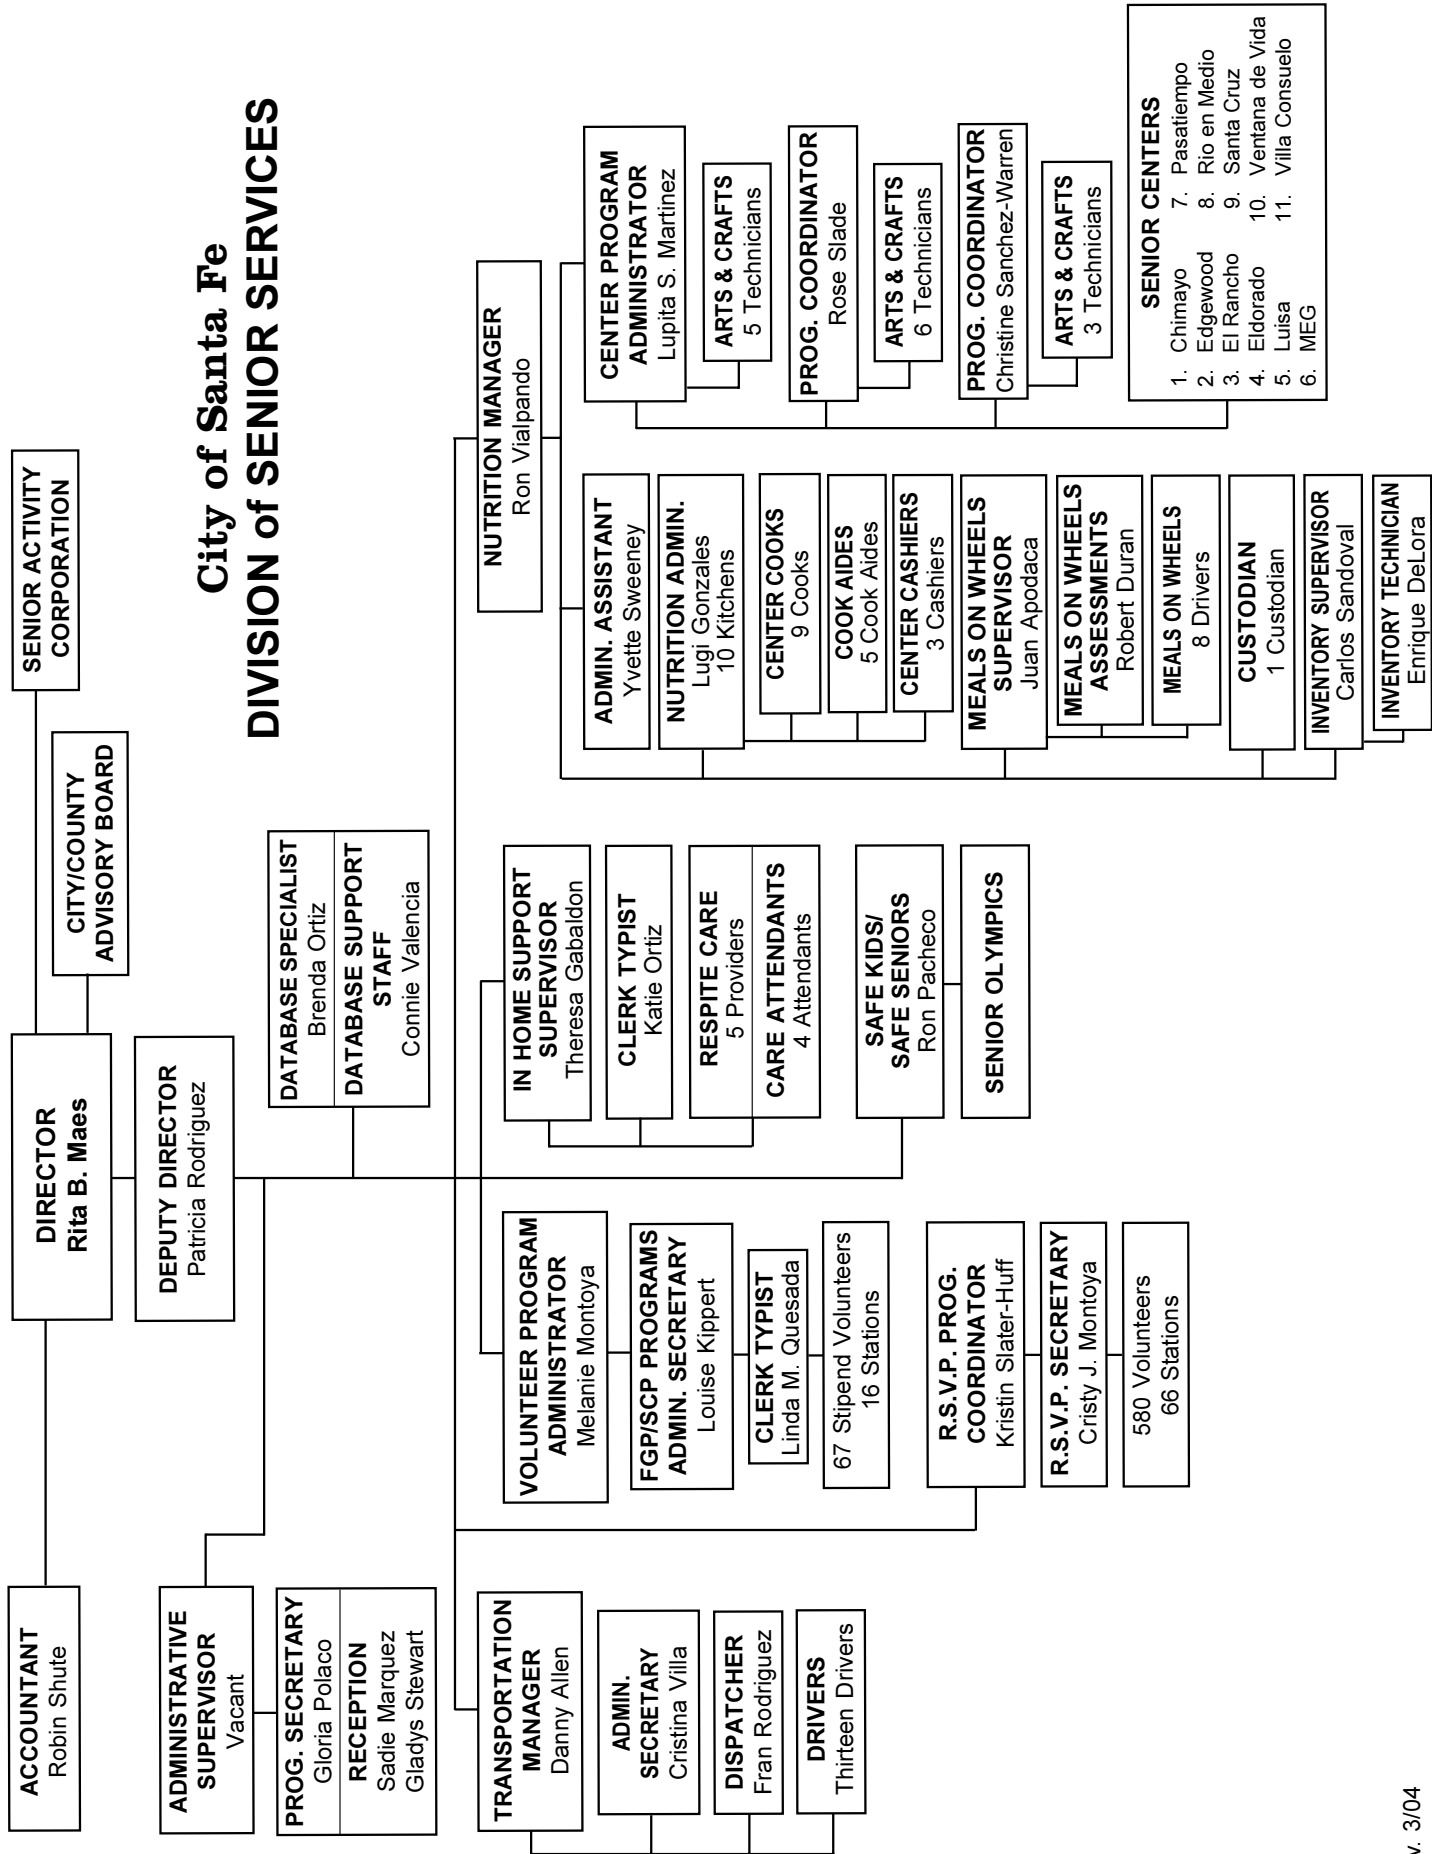 City of Santa Fe
DIVISION of SENIOR SERVICES
ACCOUNTANT
Robin Shute
DIRECTOR
Rita B. Maes
SENIOR ACTIVITY
CORPORATION
CITY/COUNTY
ADVISORY BOARD
DEPUTY DIRECTOR
Patricia Rodriguez
ADMINISTRATIVE
SUPERVISOR
Vacant
PROG. SECRETARY
Gloria Polaco
RECEPTION
Sadie Marquez
Gladys Stewart
DATABASE SPECIALIST
Brenda Ortiz
DATABASE SUPPORT
STAFF
Connie Valencia
TRANSPORTATION
MANAGER
Danny Allen
ADMIN.
SECRETARY
Cristina Villa
DISPATCHER
Fran Rodriguez
DRIVERS
Thirteen Drivers
VOLUNTEER PROGRAM
ADMINISTRATOR
Melanie Montoya
FGP/SCP PROGRAMS
ADMIN. SECRETARY
Louise Kippert
CLERK TYPIST
Linda M. Quesada
67 Stipend Volunteers
16 Stations
R.S.V.P. PROG.
COORDINATOR
Kristin Slater-Huff
R.S.V.P. SECRETARY
Cristy J. Montoya
580 Volunteers
66 Stations
IN HOME SUPPORT
SUPERVISOR
Theresa Gabaldon
CLERK TYPIST
Katie Ortiz
RESPITE CARE
5 Providers
CARE ATTENDANTS
4 Attendants
SAFE KIDS/
SAFE SENIORS
Ron Pacheco
SENIOR OLYMPICS
NUTRITION MANAGER
Ron Vialpando
ADMIN. ASSISTANT
Yvette Sweeney
NUTRITION ADMIN.
Lugi Gonzales
10 Kitchens
CENTER COOKS
9 Cooks
COOK AIDES
5 Cook Aides
CENTER CASHIERS
3 Cashiers
MEALS ON WHEELS
SUPERVISOR
Juan Apodaca
MEALS ON WHEELS
ASSESSMENTS
Robert Duran
MEALS ON WHEELS
8 Drivers
CUSTODIAN
1 Custodian
INVENTORY SUPERVISOR
Carlos Sandoval
INVENTORY TECHNICIAN
Enrique DeLora
CENTER PROGRAM
ADMINISTRATOR
Lupita S. Martinez
ARTS & CRAFTS
5 Technicians
PROG. COORDINATOR
Rose Slade
ARTS & CRAFTS
6 Technicians
PROG. COORDINATOR
Christine Sanchez-Warren
ARTS & CRAFTS
3 Technicians
SENIOR CENTERS
1. Chimayo
2. Edgewood
3. El Rancho
4. Eldorado
5. Luisa
6. MEG
7. Pasatiempo
8. Rio en Medio
9. Santa Cruz
10. Ventana de Vida
11. Villa Consuelo
v. 3/04